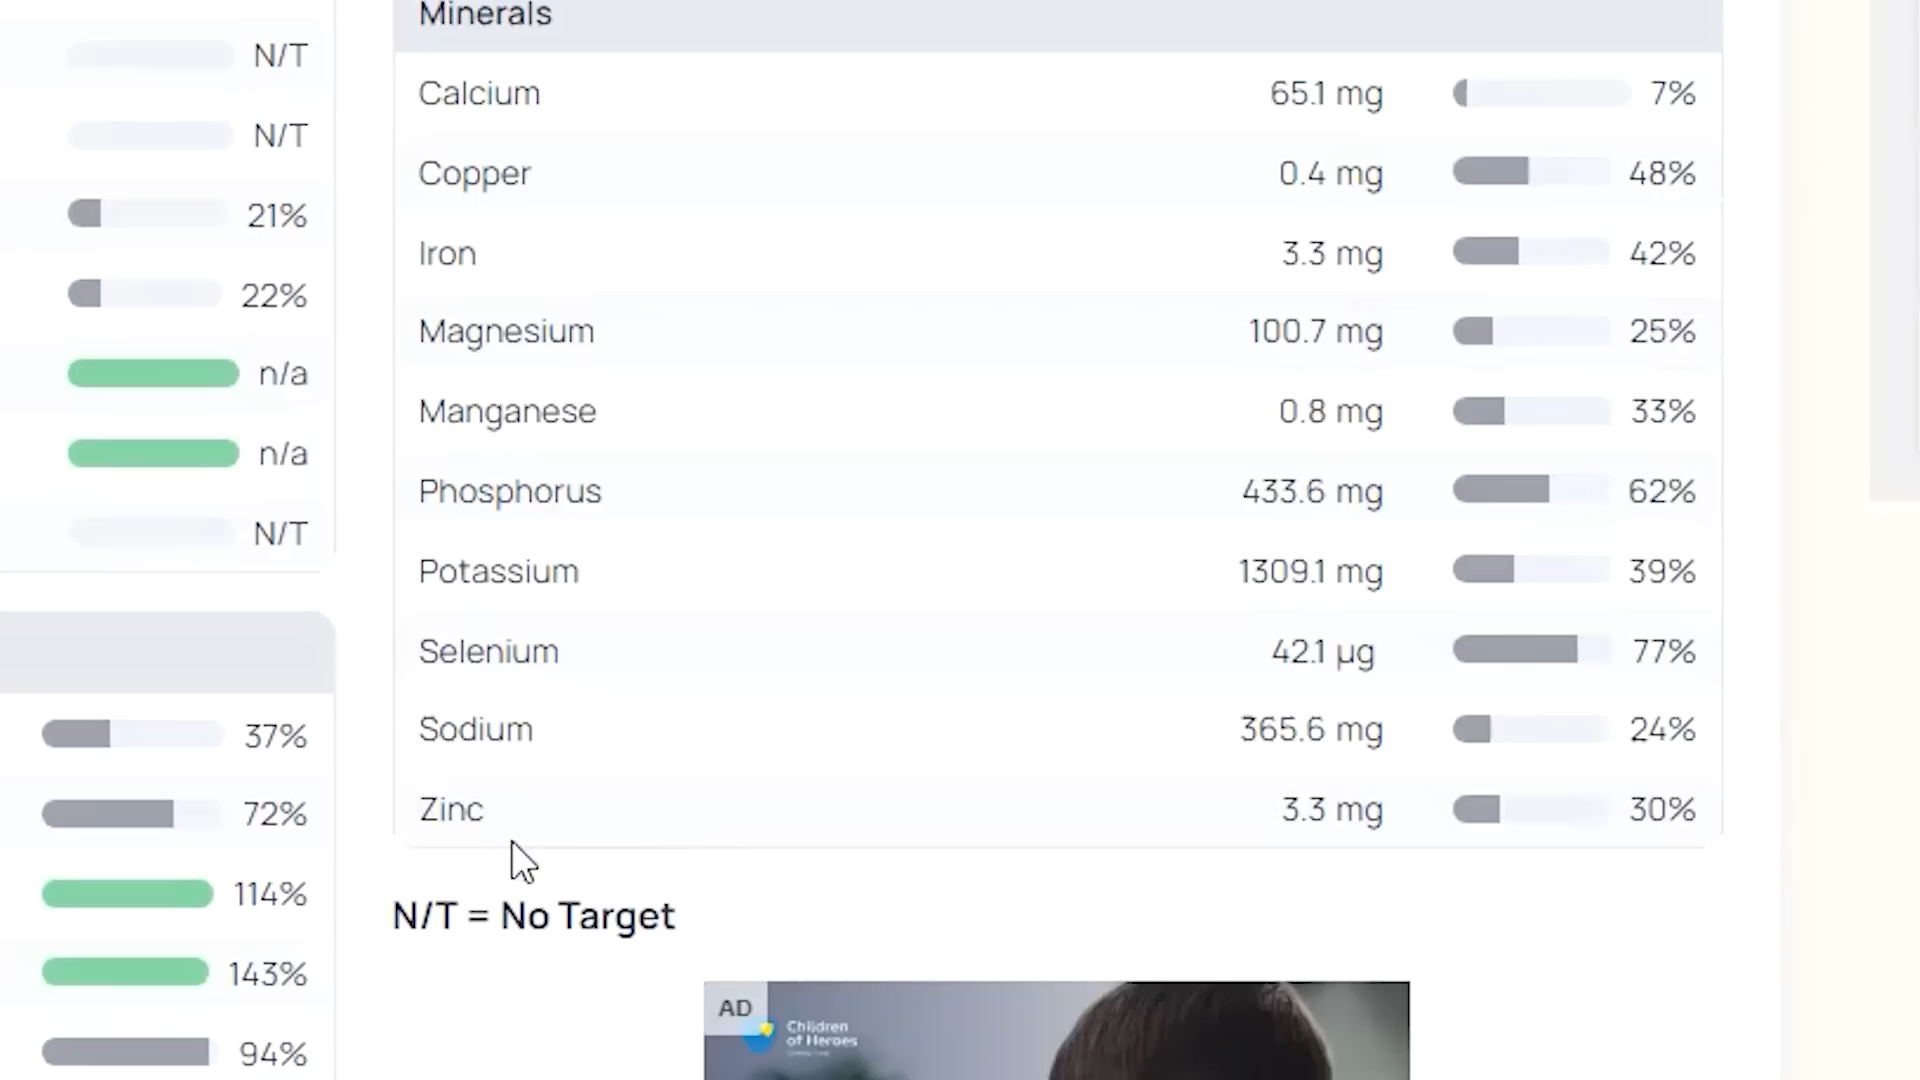 Minerals
N/T
N/T
21%
22%
n/a
n/a
N/T
37%
72%
114%
143%
94%
Calcium 65.1 mg 7%
Copper 0.4 mg 48%
Iron 3.3 mg 42%
Magnesium 100.7 mg 25%
Manganese 0.8 mg 33%
Phosphorus 433.6 mg 62%
Potassium 1309.1 mg 39%
Selenium 42.1 µg 77%
Sodium 365.6 mg 24%
Zinc 3.3 mg 30%
N/T = No Target
AD
Children
of Heroes